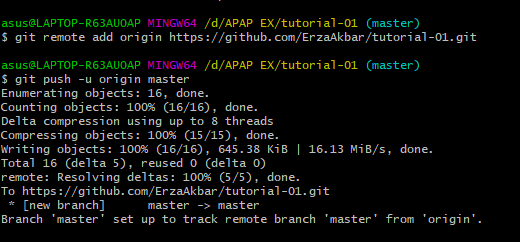 asus@LAPTOP-R63AUOAP MINGW64 /d/APAP EX/tutorial-01 (master)
$ git remote add origin https://github.com/ErzaAkbar/tutorial-01.git
asus@LAPTOP-R63AUOAP MINGW64 /d/APAP EX/tutorial-01 (master)
$ git push -u origin master
Enumerating objects: 16, done.
Counting objects: 100% (16/16), done.
Delta compression using up to 8 threads
Compressing objects: 100% (15/15), done.
Writing objects: 100% (16/16), 645.38 KiB | 16.13 MiB/s, done.
Total 16 (delta 5), reused 0 (delta 0)
remote: Resolving deltas: 100% (5/5), done.
To https://github.com/ErzaAkbar/tutorial-01.git
 * [new branch]      master -> master
Branch 'master' set up to track remote branch 'master' from 'origin'.